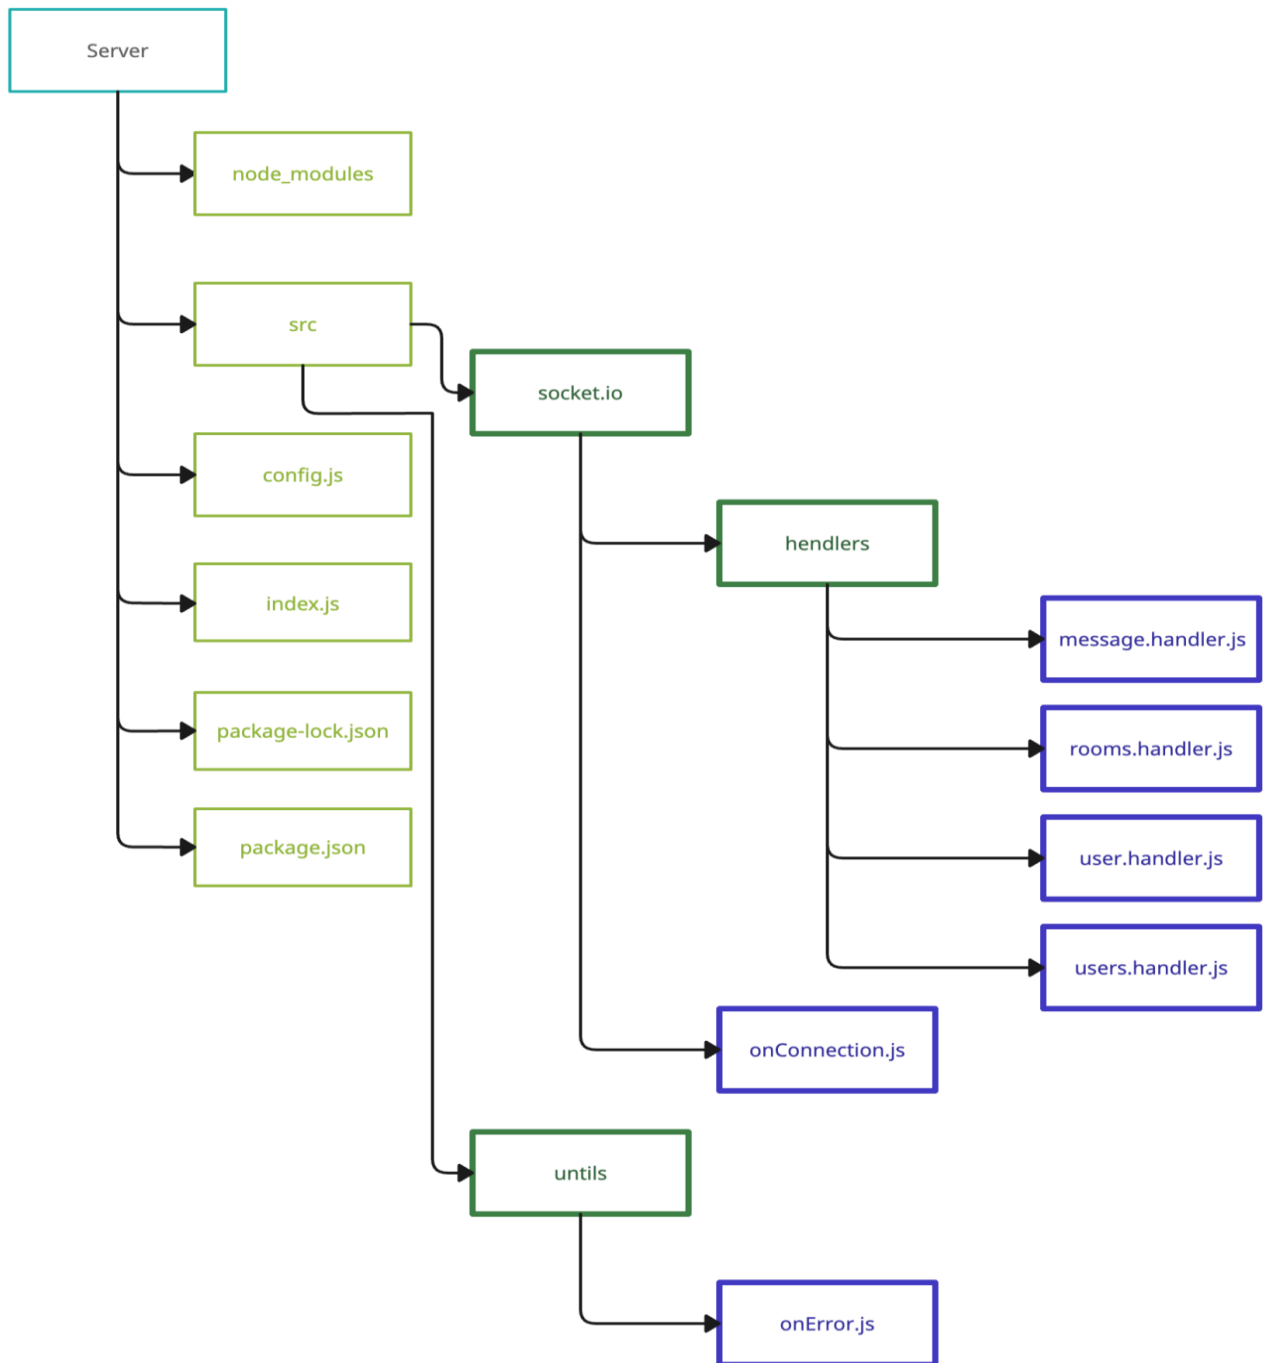 Server
node_modules
src
socket.io
config.js
hendlers
index.js
message.handler.js
package-lock.json
rooms.handler.js
package.json
user.handler.js
users.handler.js
onConnection.js
untils
onError.js